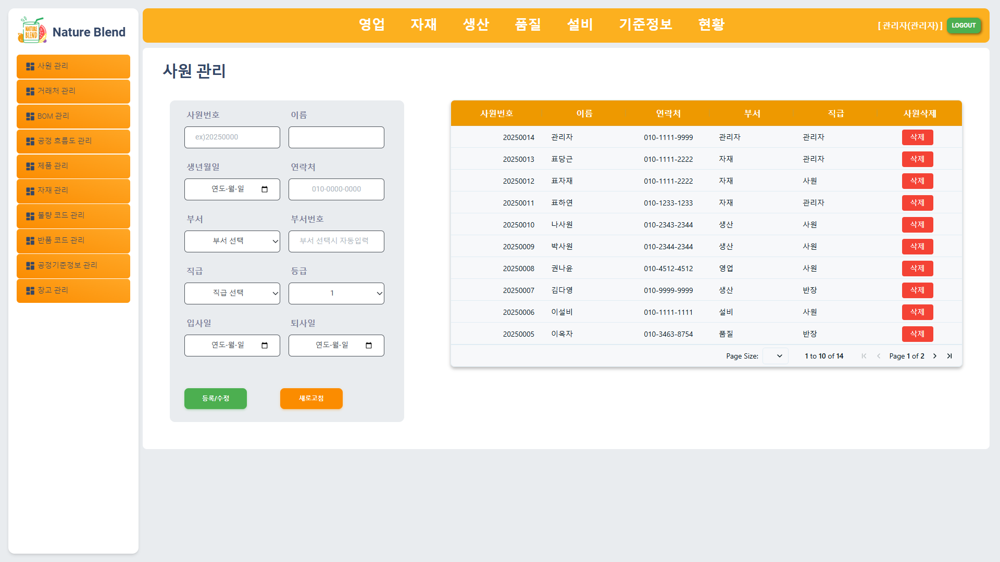 NATURE BLEND
Nature Blend
사원 관리
거래처 관리
BOM 관리
공정 흐름도 관리
제품 관리
자재 관리
불량 코드 관리
반품 코드 관리
공정기준정보 관리
창고 관리
영업 자재 생산 품질 설비 기준정보 현황
[ 관리자(관리자) ] LOGOUT
사원 관리
사원번호 이름
ex)20250000
생년월일 연락처
연도-월-일 010-0000-0000
부서 부서번호
부서 선택 부서 선택시 자동입력
직급 등급
직급 선택 1
입사일 퇴사일
연도-월-일 연도-월-일
등록/수정 새로고침
사원번호 이름 연락처 부서 직급 사원삭제
20250014 관리자 010-1111-9999 관리자 관리자 삭제
20250013 표당근 010-1111-2222 자재 관리자 삭제
20250012 표자재 010-1111-2222 자재 사원 삭제
20250011 표하연 010-1233-1233 자재 관리자 삭제
20250010 나사원 010-2343-2344 생산 사원 삭제
20250009 박사원 010-2344-2344 생산 사원 삭제
20250008 권나윤 010-4512-4512 영업 사원 삭제
20250007 김다영 010-9999-9999 생산 반장 삭제
20250006 이설비 010-1111-1111 설비 사원 삭제
20250005 이옥자 010-3463-8754 품질 반장 삭제
Page Size: 1 to 10 of 14 Page 1 of 2